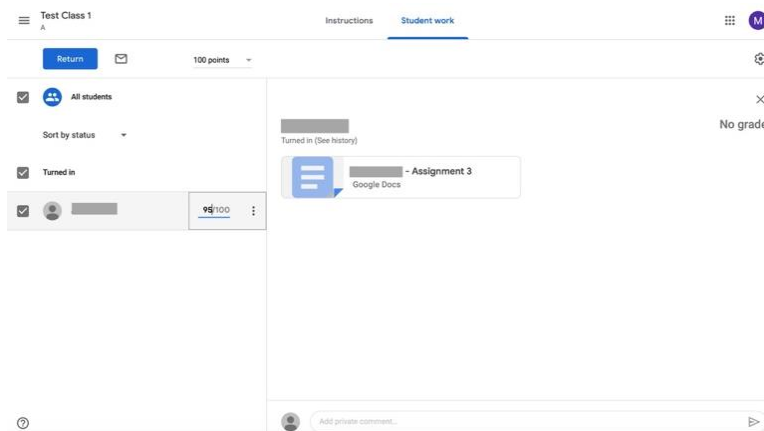 Test Class 1
A
Instructions
Student work
M
Return
100 points
All students
Sort by status
Turned in
95/100
No grade
Turned in (See history)
- Assignment 3
Google Docs
Add private comment...